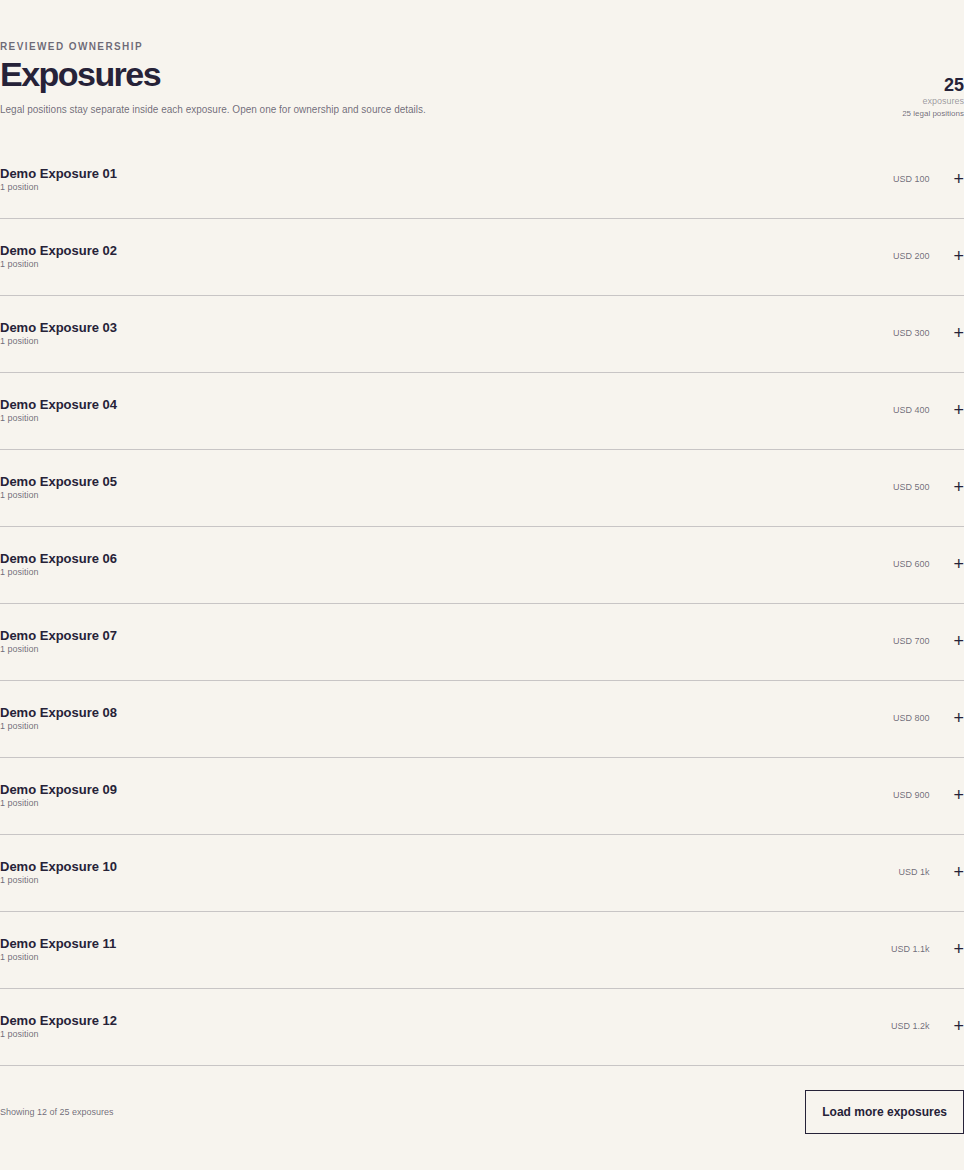 REVIEWED OWNERSHIP
Exposures
Legal positions stay separate inside each exposure. Open one for ownership and source details.
25
exposures
25 legal positions
Demo Exposure 01
1 position
USD 100 +
Demo Exposure 02
1 position
USD 200 +
Demo Exposure 03
1 position
USD 300 +
Demo Exposure 04
1 position
USD 400 +
Demo Exposure 05
1 position
USD 500 +
Demo Exposure 06
1 position
USD 600 +
Demo Exposure 07
1 position
USD 700 +
Demo Exposure 08
1 position
USD 800 +
Demo Exposure 09
1 position
USD 900 +
Demo Exposure 10
1 position
USD 1k +
Demo Exposure 11
1 position
USD 1.1k +
Demo Exposure 12
1 position
USD 1.2k +
Showing 12 of 25 exposures
Load more exposures